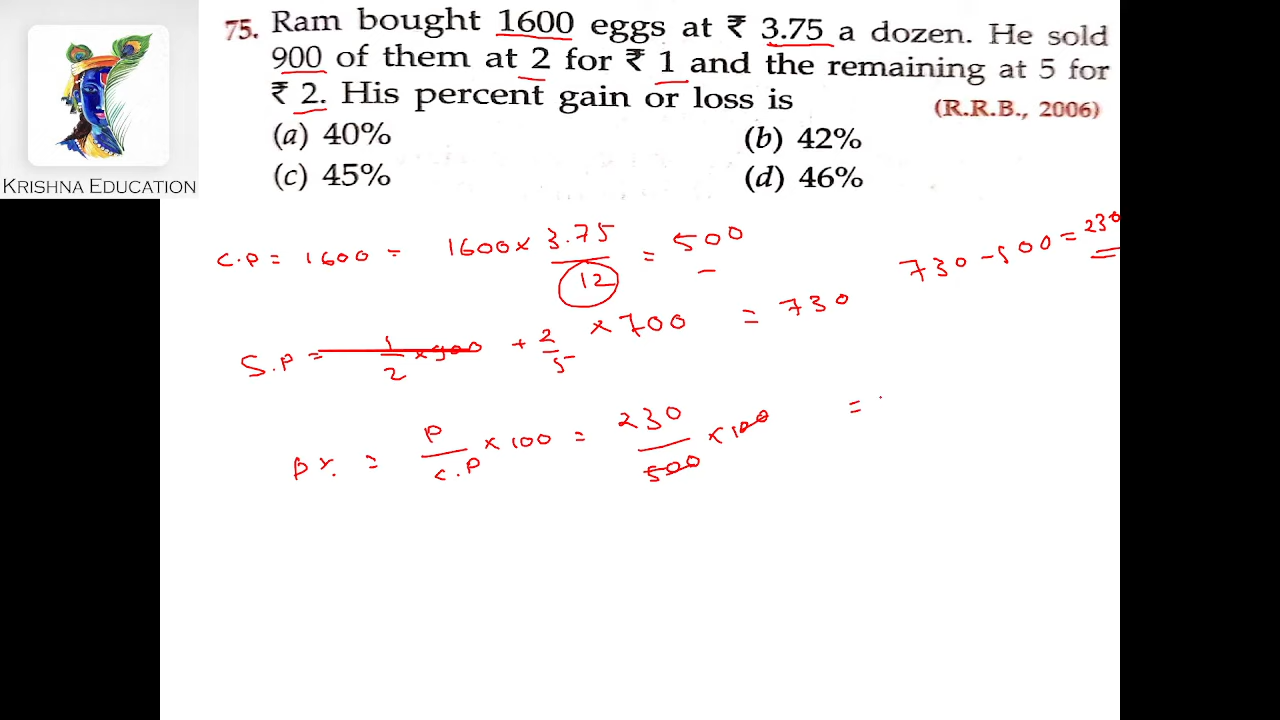 75. Ram bought 1600 eggs at ₹ 3.75 a dozen. He sold
900 of them at 2 for ₹ 1 and the remaining at 5 for
₹ 2. His percent gain or loss is (R.R.B., 2006)
(a) 40% (b) 42%
(c) 45% (d) 46%
KRISHNA EDUCATION
C.P = 1600 = 1600 × 3.75/12 = 500
730 - 500 = 230
S.P = 1/2 × 900 + 2/5 × 700 = 730
P%. = P/C.P × 100 = 230/500 × 100 =